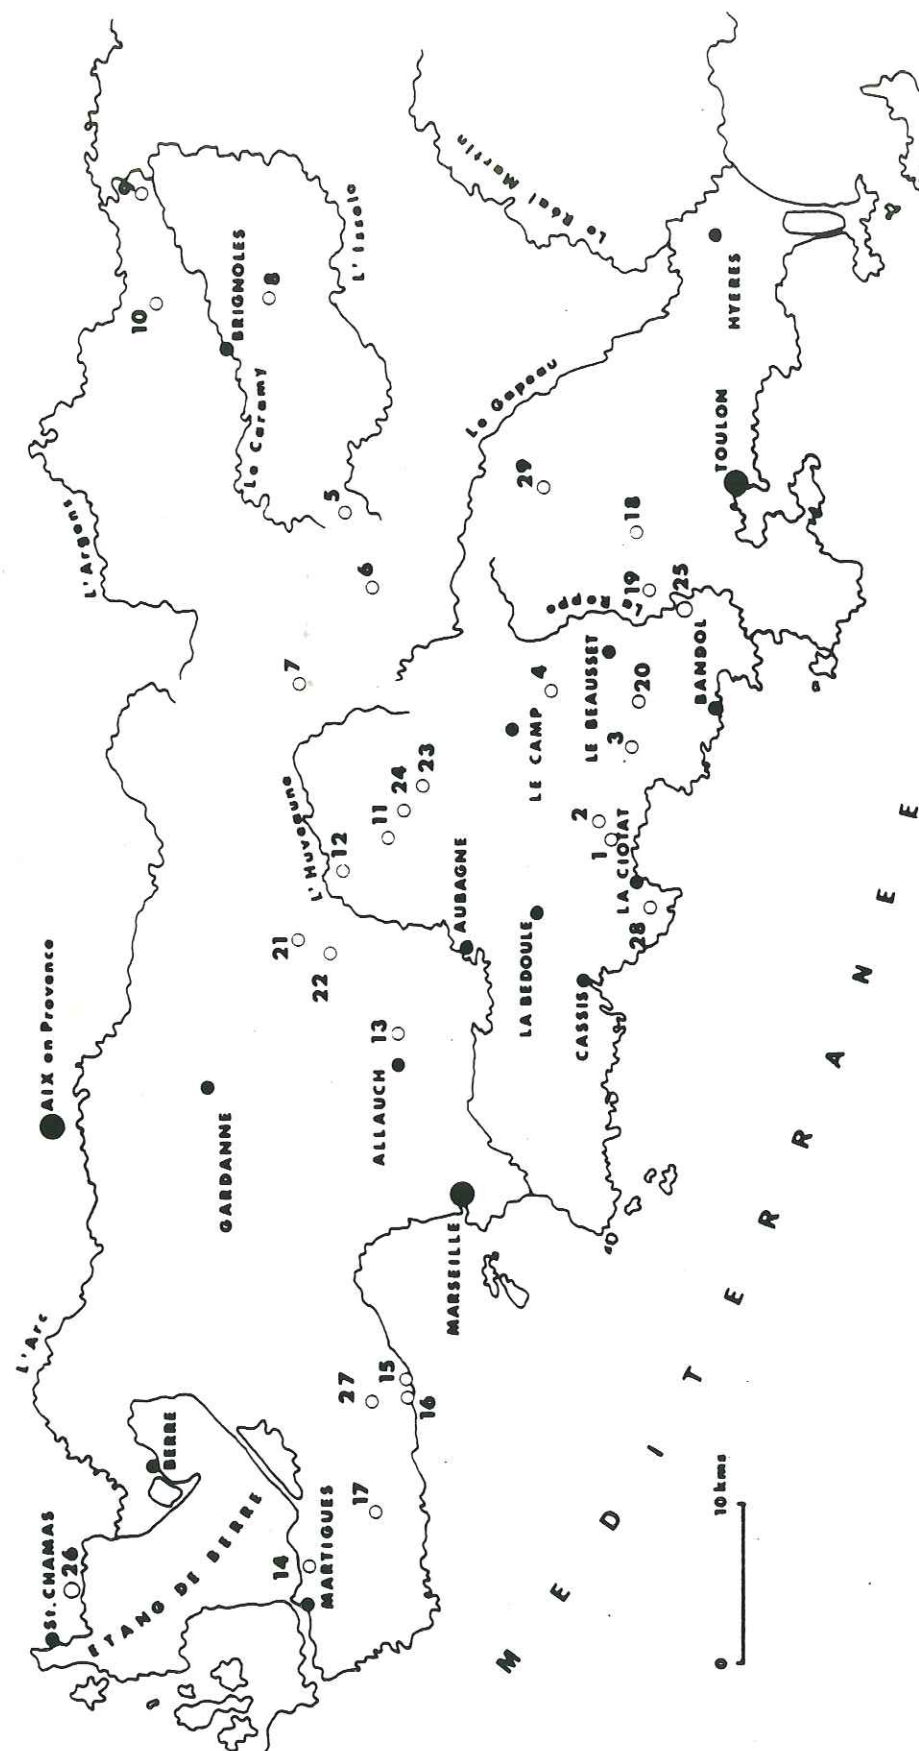 AIX en Provence
St. CHAMAS
26
L'Arc
BERRE
ETANG DE BERRE
GARDANNE
14
MARTIGUES
17
27
15
16
MARSEILLE
ALLAUCH
13
21
22
AUBAGNE
L'Huveaune
12
11
24
23
7
L'Argens
6
5
Le Caramy
BRIGNOLES
8
10
9
L'Issole
Le Réal Martin
Le Gapeau
29
18
19
La Reppe
25
LE CAMP
4
LE BEAUSSET
20
3
BANDOL
TOULON
HYERES
LA BEDOULE
CASSIS
28
LA CIOTAT
1
2
MEDITERRANEE
0
10 kms